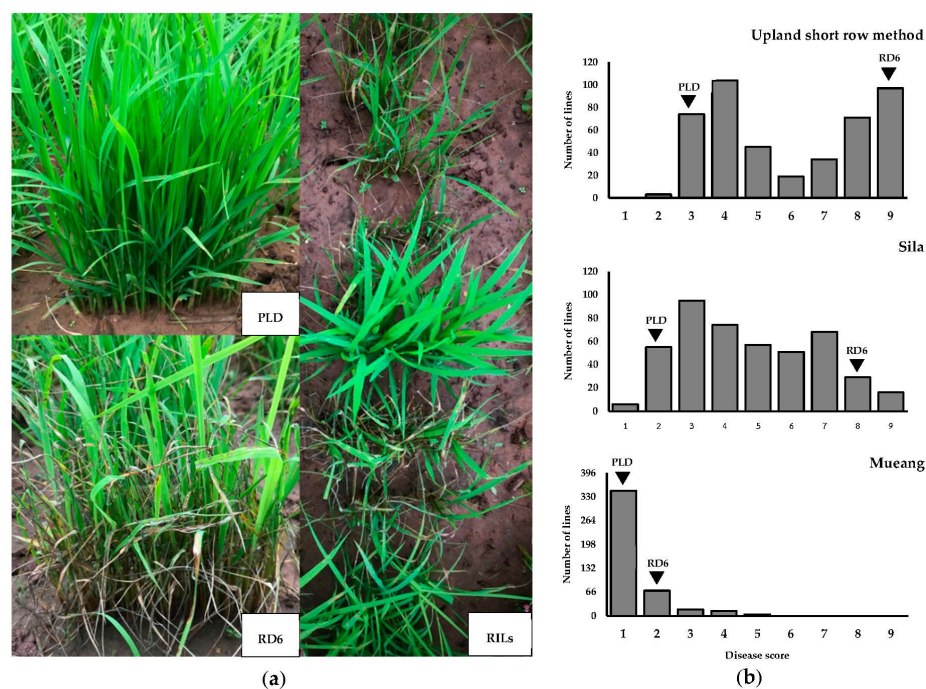 PLD
RD6
RILs
(a)
Upland short row method
Number of lines
120
100
80
60
40
20
0
PLD
RD6
1 2 3 4 5 6 7 8 9
Sila
Number of lines
120
100
80
60
40
20
0
PLD
RD6
1 2 3 4 5 6 7 8 9
Mueang
Number of lines
396
330
264
198
132
66
0
PLD
RD6
1 2 3 4 5 6 7 8 9
Disease score
(b)